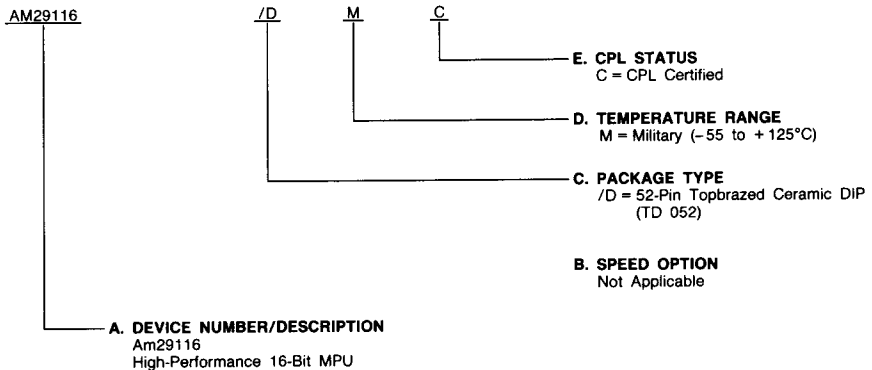 AM29116 /D M C
E. CPL STATUS
C = CPL Certified
D. TEMPERATURE RANGE
M = Military (–55 to +125°C)
C. PACKAGE TYPE
/D = 52-Pin Topbrazed Ceramic DIP
(TD 052)
B. SPEED OPTION
Not Applicable
A. DEVICE NUMBER/DESCRIPTION
Am29116
High-Performance 16-Bit MPU